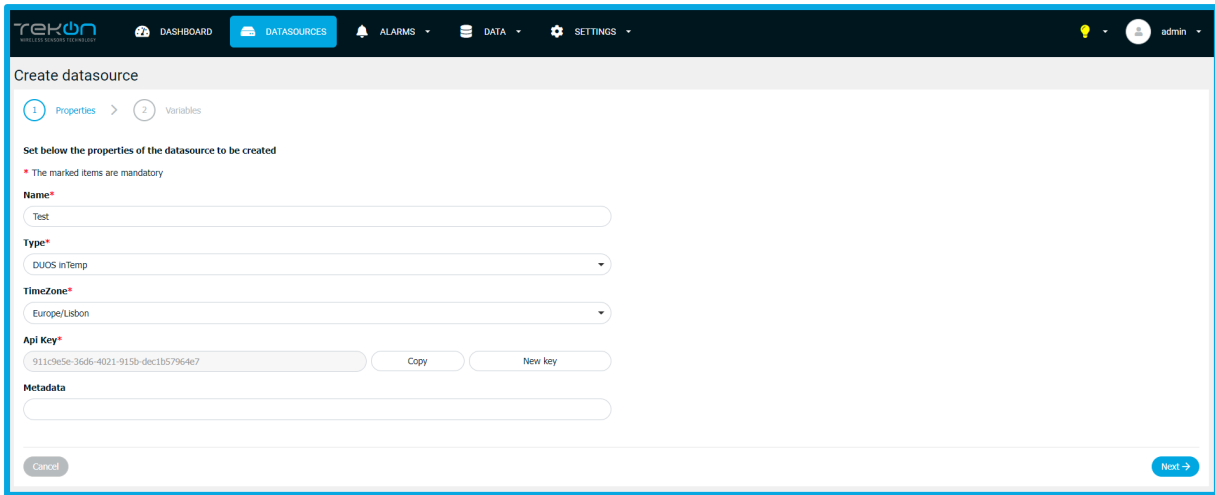 TEKON
WIRELESS SENSORS TECHNOLOGY
DASHBOARD
DATASOURCES
ALARMS
DATA
SETTINGS
admin
Create datasource
1 Properties > 2 Variables
Set below the properties of the datasource to be created
* The marked items are mandatory
Name*
Test
Type*
DUOS inTemp
TimeZone*
Europe/Lisbon
Api Key*
911c9e5e-36d6-4021-915b-dec1b57964e7 Copy New key
Metadata
Cancel Next →